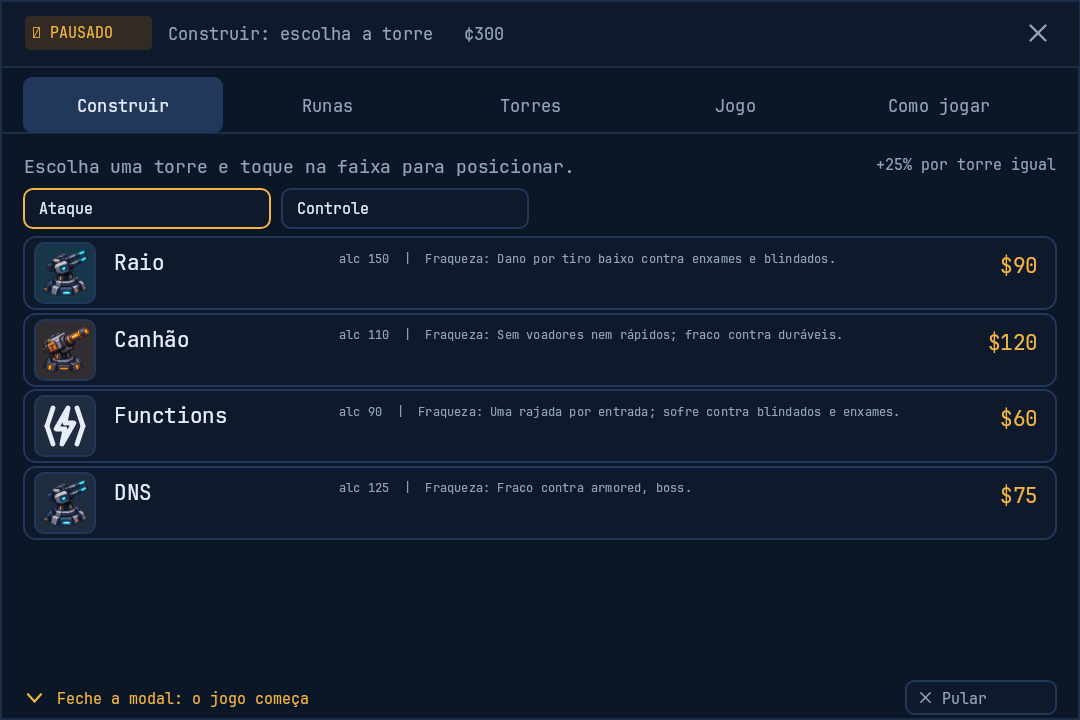 PAUSADO Construir: escolha a torre $300
Construir Runas Torres Jogo Como jogar
Escolha uma torre e toque na faixa para posicionar. +25% por torre igual
Ataque Controle
Raio alc 150 | Fraqueza: Dano por tiro baixo contra enxames e blindados. $90
Canhão alc 110 | Fraqueza: Sem voadores nem rápidos; fraco contra duráveis. $120
Functions alc 90 | Fraqueza: Uma rajada por entrada; sofre contra blindados e enxames. $60
DNS alc 125 | Fraqueza: Fraco contra armored, boss. $75
Feche a modal: o jogo começa Pular